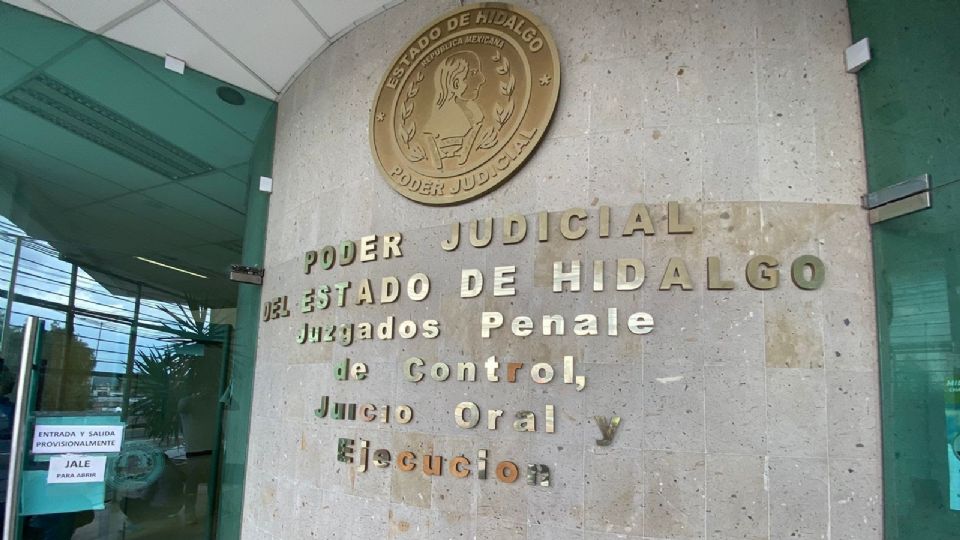 ESTADO DE HIDALGO
REPUBLICA MEXICANA
PODER JUDICIAL
PODER JUDICIAL
DEL ESTADO DE HIDALGO
Juzgados Penale
de Control,
Juicio Oral y
Ejecucion
ENTRADA Y SALIDA
PROVISIONALMENTE
JALE
PARA ABRIR